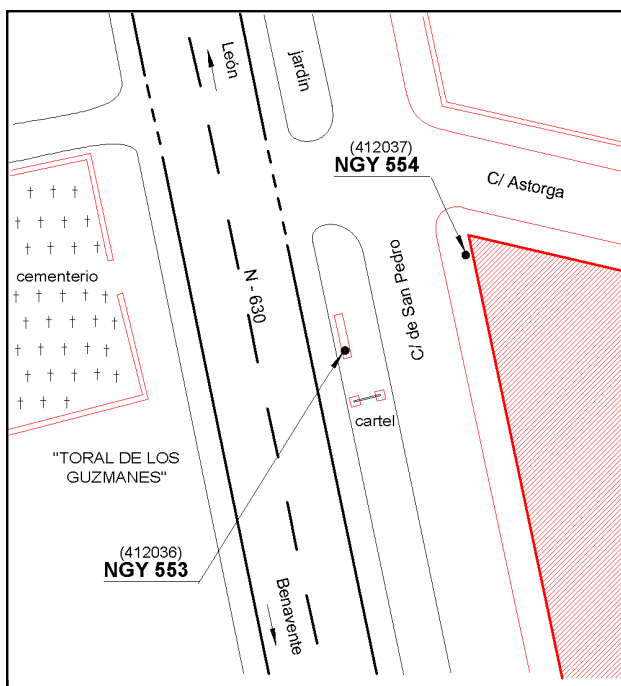 León
jardin
(412037)
NGY 554
C/ Astorga
cementerio
N - 630
C/ de San Pedro
cartel
"TORAL DE LOS
GUZMANES"
(412036)
NGY 553
Benavente